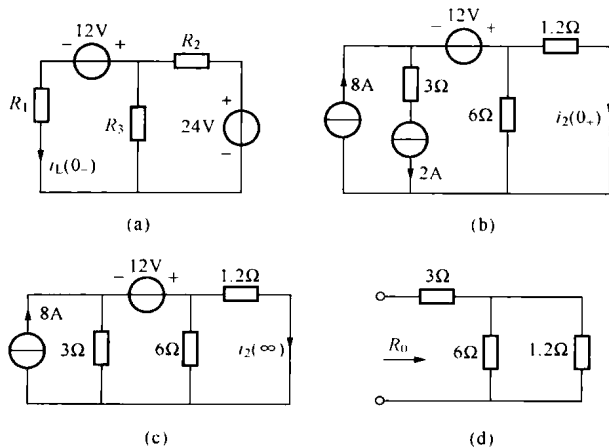 − 12V +
R₂
R₁
R₃
24V
+
−
i_L(0₋)
(a)
− 12V +
1.2Ω
8A
3Ω
6Ω
i₂(0₊)
2A
(b)
− 12V +
1.2Ω
8A
3Ω
6Ω
i₂(∞)
(c)
3Ω
R₀
6Ω
1.2Ω
(d)